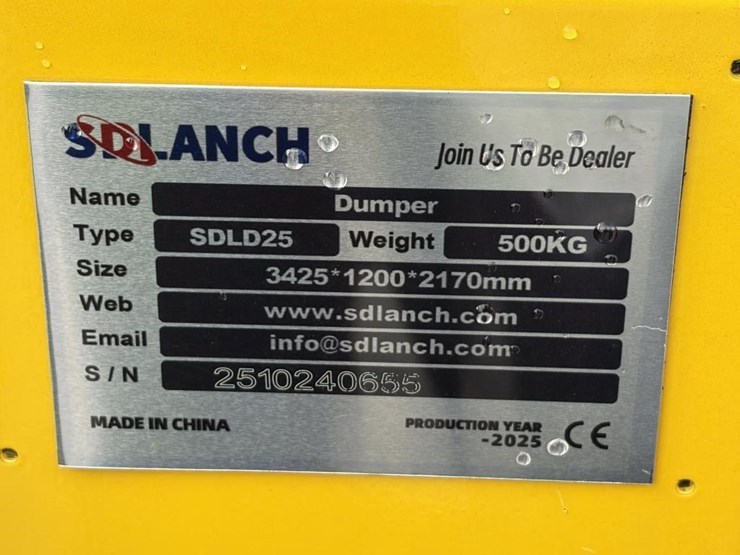 SDLANCH
Join Us To Be Dealer
Name Dumper
Type SDLD25 Weight 500KG
Size 3425*1200*2170mm
Web www.sdlanch.com
Email info@sdlanch.com
S / N 2510240655
MADE IN CHINA
PRODUCTION YEAR
-2025 CE